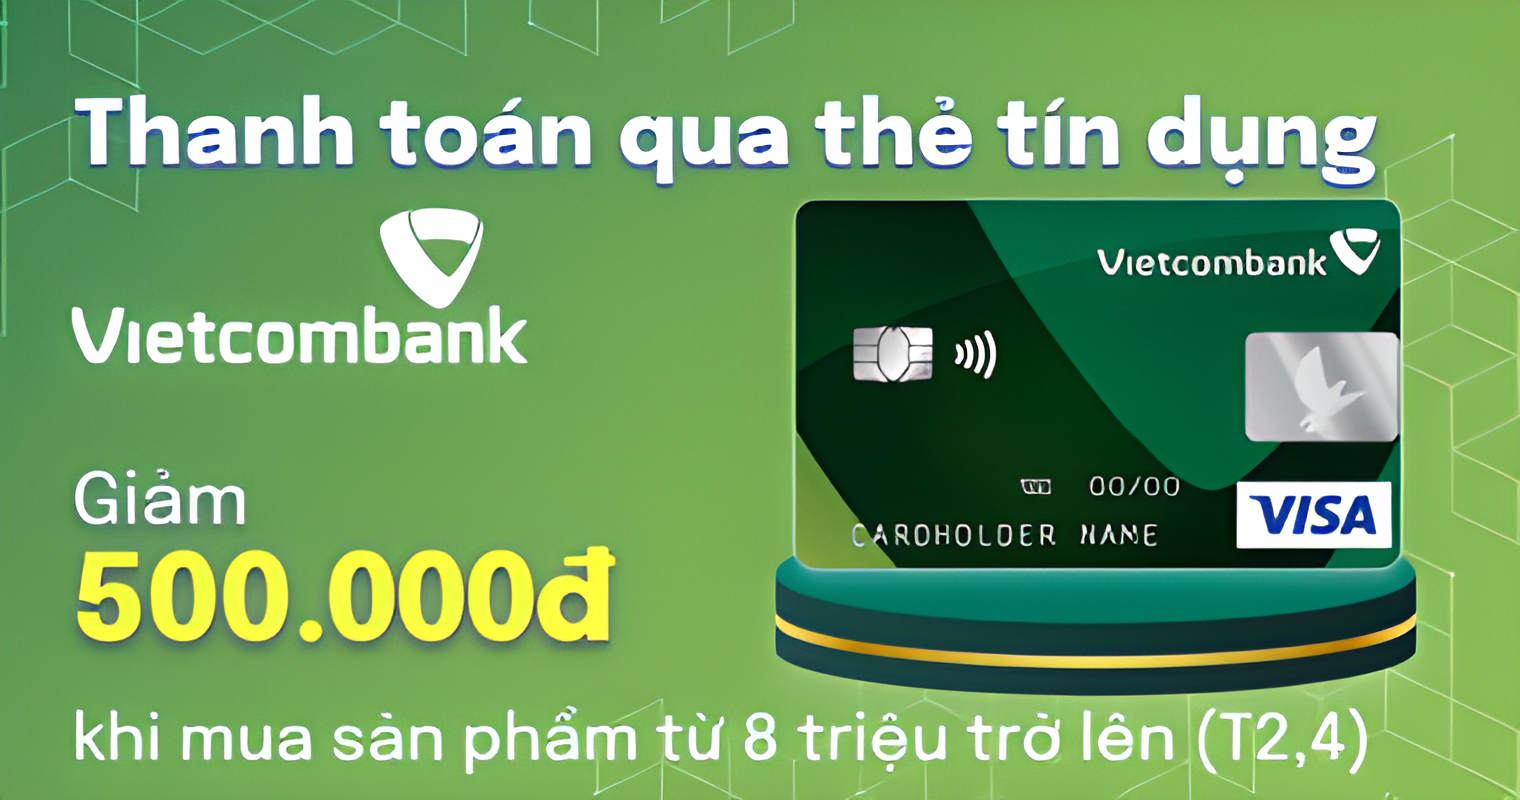 Thanh toán qua thẻ tín dụng
Vietcombank
Vietcombank
00/00
CARDHOLDER NAME
VISA
Giảm
500.000đ
khi mua sản phẩm từ 8 triệu trở lên (T2,4)